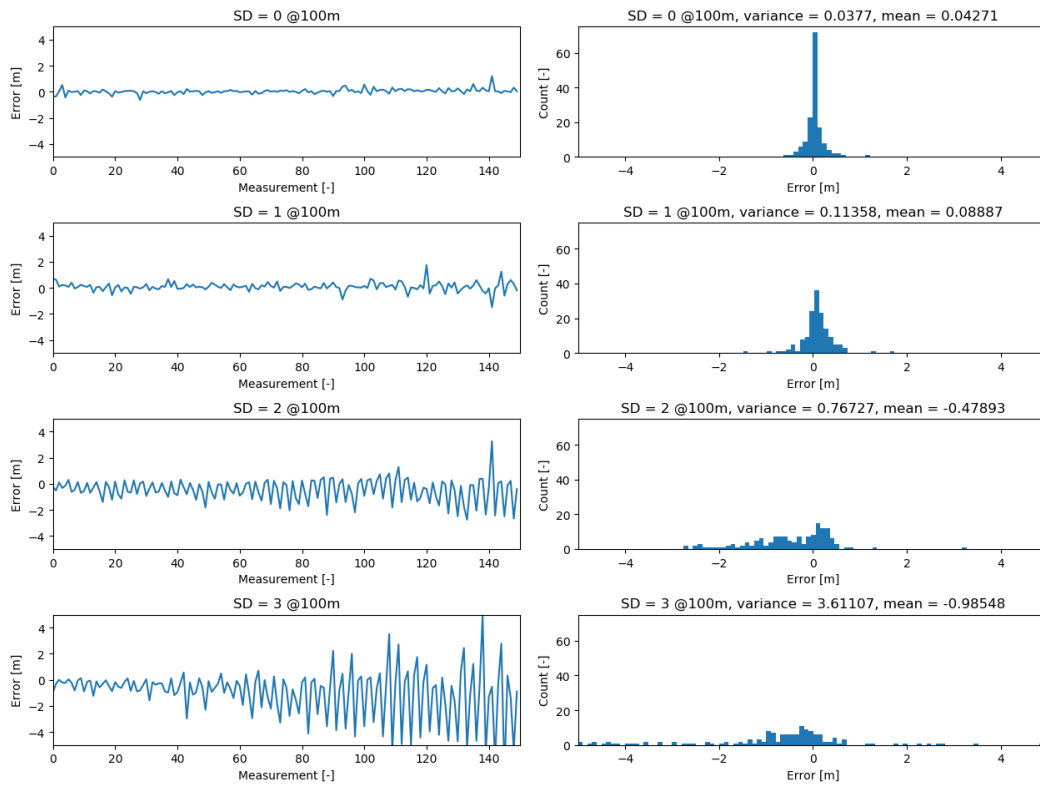 SD = 0 @100m
Error [m]
4
2
0
−2
−4
0 20 40 60 80 100 120 140
Measurement [-]
SD = 0 @100m, variance = 0.0377, mean = 0.04271
Count [-]
60
40
20
0
−4 −2 0 2 4
Error [m]
SD = 1 @100m
Error [m]
4
2
0
−2
−4
0 20 40 60 80 100 120 140
Measurement [-]
SD = 1 @100m, variance = 0.11358, mean = 0.08887
Count [-]
60
40
20
0
−4 −2 0 2 4
Error [m]
SD = 2 @100m
Error [m]
4
2
0
−2
−4
0 20 40 60 80 100 120 140
Measurement [-]
SD = 2 @100m, variance = 0.76727, mean = -0.47893
Count [-]
60
40
20
0
−4 −2 0 2 4
Error [m]
SD = 3 @100m
Error [m]
4
2
0
−2
−4
0 20 40 60 80 100 120 140
Measurement [-]
SD = 3 @100m, variance = 3.61107, mean = -0.98548
Count [-]
60
40
20
0
−4 −2 0 2 4
Error [m]